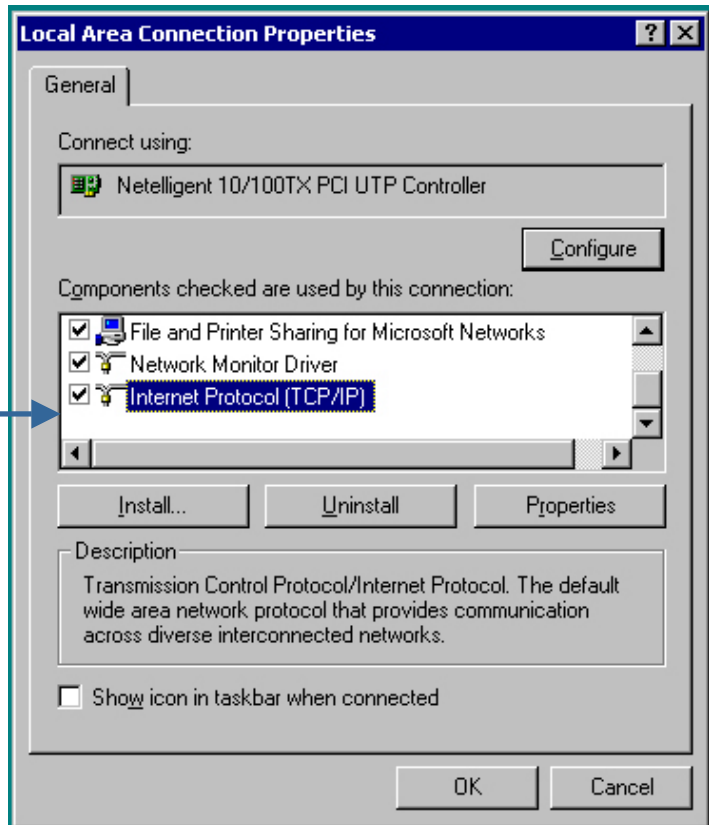 Local Area Connection Properties
General
Connect using:
Netelligent 10/100TX PCI UTP Controller
Configure
Components checked are used by this connection:
File and Printer Sharing for Microsoft Networks
Network Monitor Driver
Internet Protocol (TCP/IP)
Install... Uninstall Properties
Description
Transmission Control Protocol/Internet Protocol. The default
wide area network protocol that provides communication
across diverse interconnected networks.
Show icon in taskbar when connected
OK Cancel